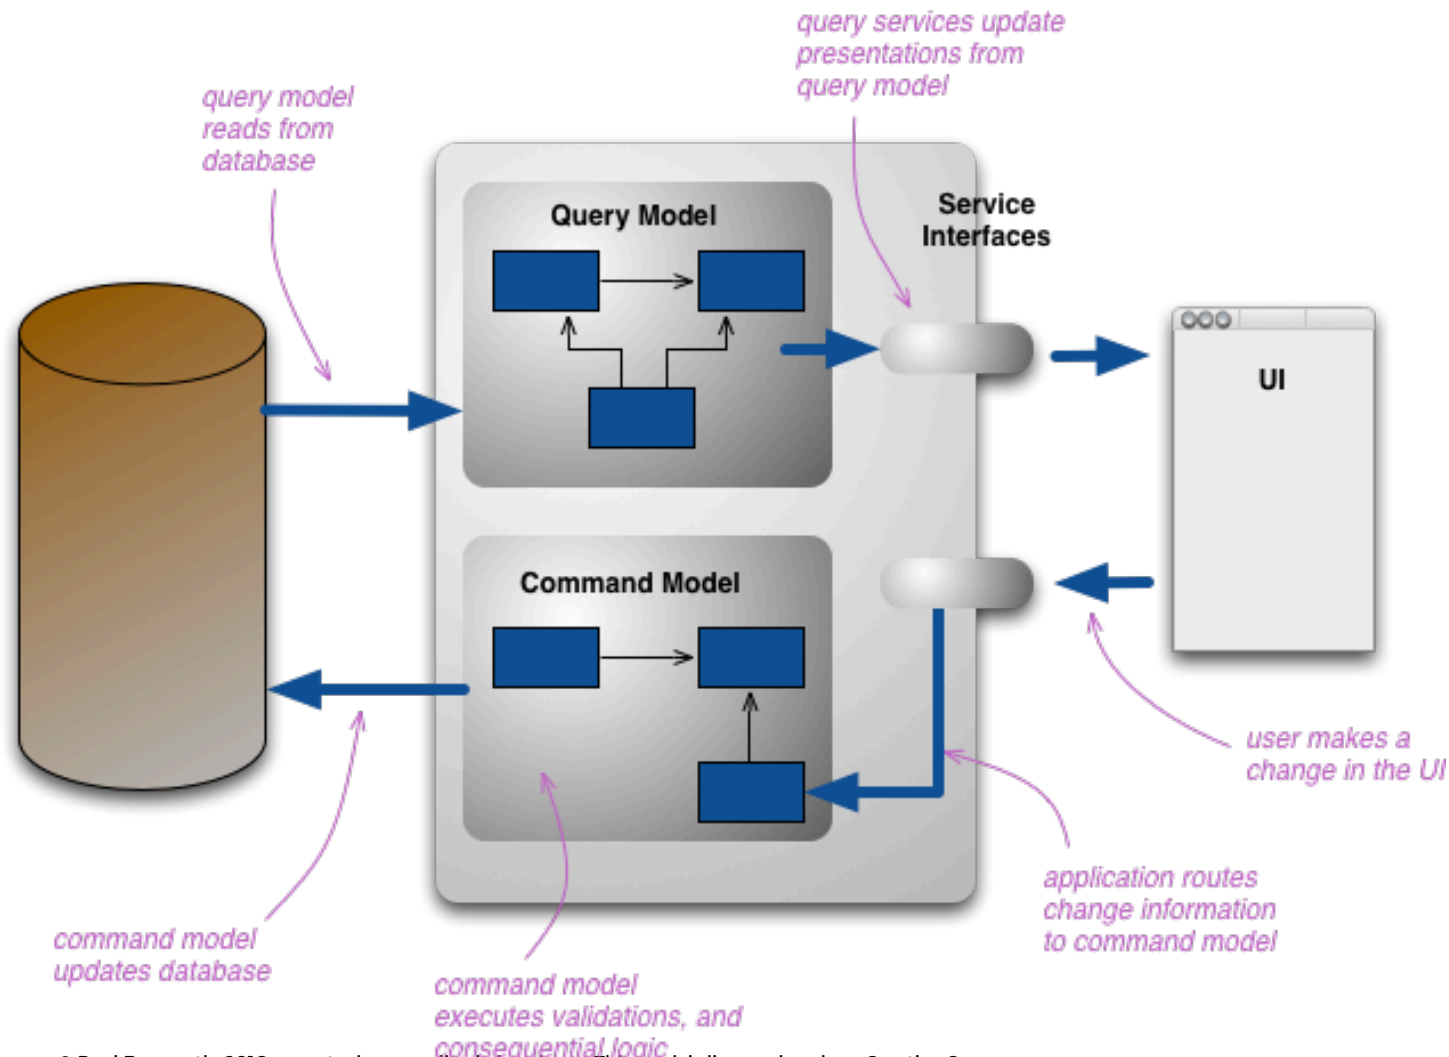 query services update
presentations from
query model
query model
reads from
database
Query Model
Service
Interfaces
UI
Command Model
user makes a
change in the UI
application routes
change information
to command model
command model
updates database
command model
executes validations, and
consequential logic